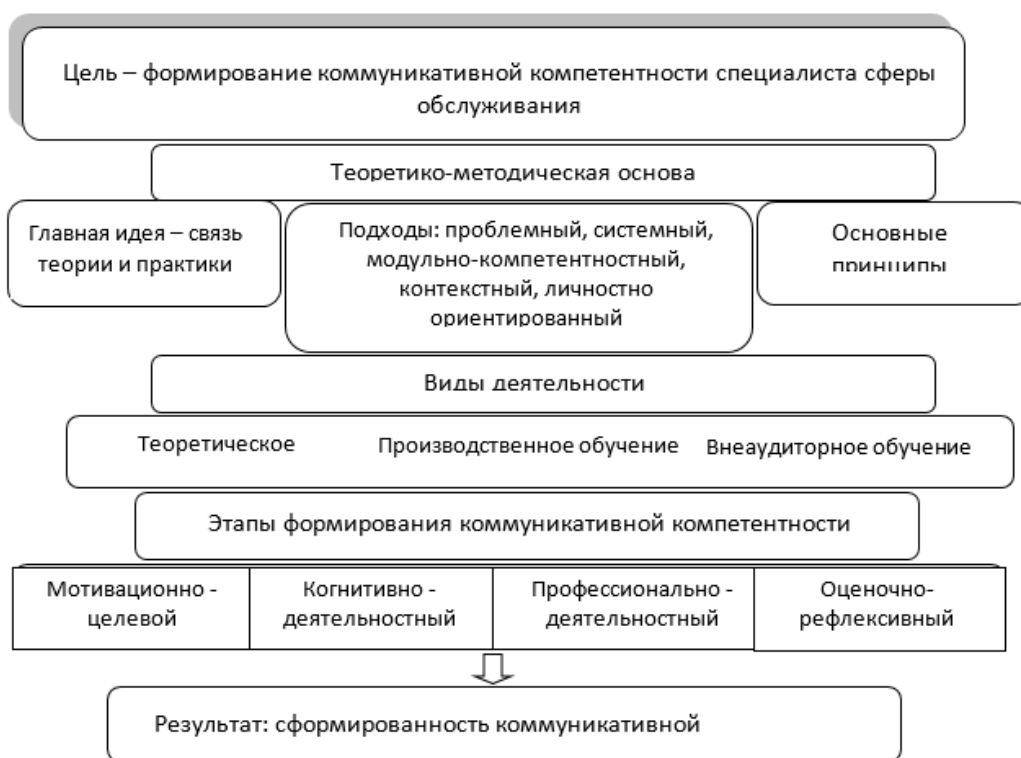 Цель – формирование коммуникативной компетентности специалиста сферы
обслуживания
Теоретико-методическая основа
Главная идея – связь
теории и практики
Подходы: проблемный, системный,
модульно-компетентностный,
контекстный, личностно
ориентированный
Основные
принципы
Виды деятельности
Теоретическое
Производственное обучение
Внеаудиторное обучение
Этапы формирования коммуникативной компетентности
Мотивационно -
целевой
Когнитивно -
деятельностный
Профессионально -
деятельностный
Оценочно-
рефлексивный
Результат: сформированность коммуникативной